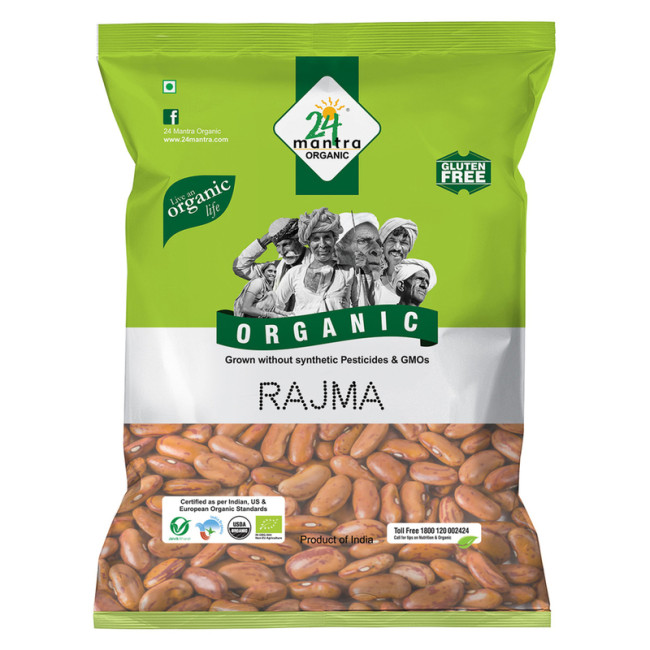 24
mantra
ORGANIC
24 Mantra Organic
www.24mantra.com
GLUTEN
FREE
Live an
organic
life
ORGANIC
Grown without synthetic Pesticides & GMOs
RAJMA
Certified as per Indian, US &
European Organic Standards
USDA
ORGANIC
Toll Free 1800 120 002424
Call for tips on Nutrition & Organic
Product of India